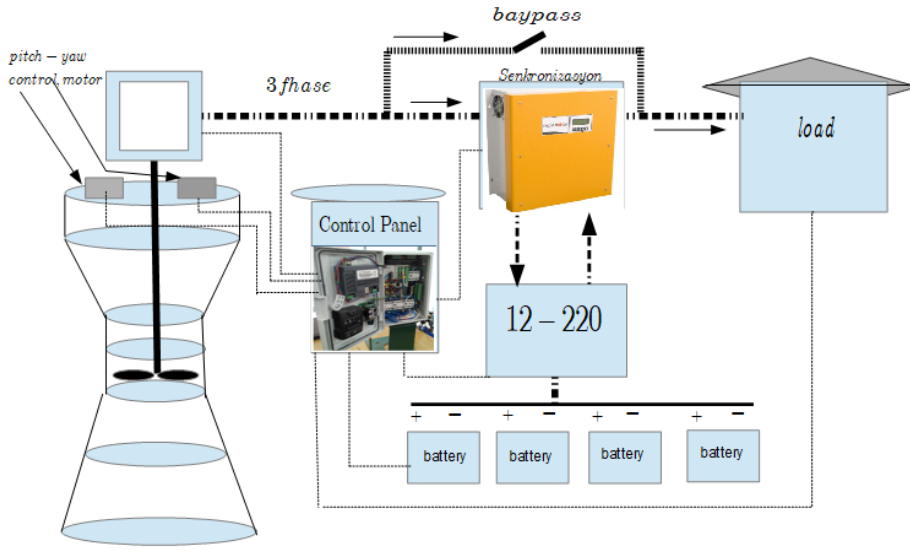 baypass
pitch – yaw
control, motor
3 fhase
Senkronizasyon
load
Control Panel
12 – 220
+ − + − + − + −
battery battery battery battery